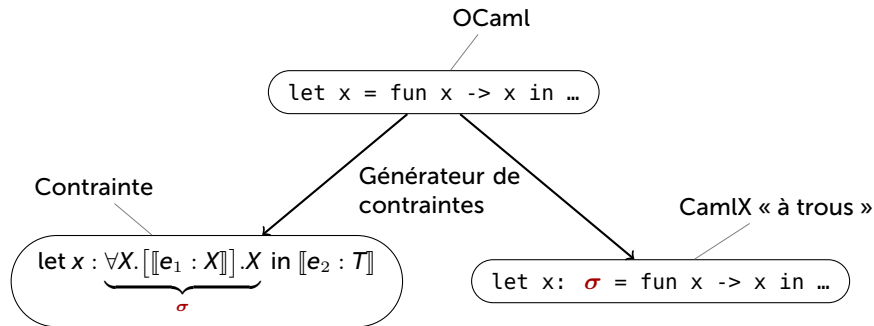 OCaml
let x = fun x -> x in …
Contrainte
Générateur de
contraintes
CamlX « à trous »
let x : ∀X.[⟦e₁ : X⟧].X in ⟦e₂ : T⟧
σ
let x: σ = fun x -> x in …